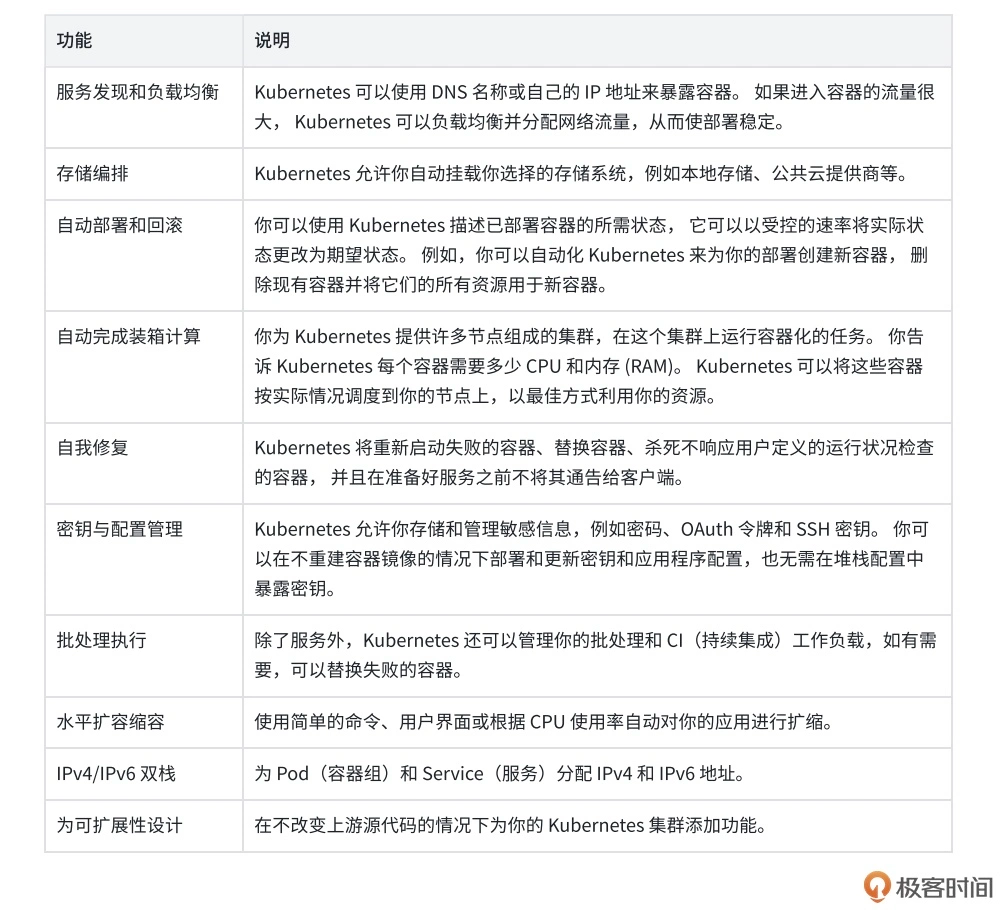 功能 说明
服务发现和负载均衡 Kubernetes 可以使用 DNS 名称或自己的 IP 地址来暴露容器。 如果进入容器的流量很
大， Kubernetes 可以负载均衡并分配网络流量，从而使部署稳定。
存储编排 Kubernetes 允许你自动挂载你选择的存储系统，例如本地存储、公共云提供商等。
自动部署和回滚 你可以使用 Kubernetes 描述已部署容器的所需状态， 它可以以受控的速率将实际状
态更改为期望状态。 例如，你可以自动化 Kubernetes 来为你的部署创建新容器， 删
除现有容器并将它们的所有资源用于新容器。
自动完成装箱计算 你为 Kubernetes 提供许多节点组成的集群，在这个集群上运行容器化的任务。 你告
诉 Kubernetes 每个容器需要多少 CPU 和内存 (RAM)。 Kubernetes 可以将这些容器
按实际情况调度到你的节点上，以最佳方式利用你的资源。
自我修复 Kubernetes 将重新启动失败的容器、替换容器、杀死不响应用户定义的运行状况检查
的容器， 并且在准备好服务之前不将其通告给客户端。
密钥与配置管理 Kubernetes 允许你存储和管理敏感信息，例如密码、OAuth 令牌和 SSH 密钥。 你可
以在不重建容器镜像的情况下部署和更新密钥和应用程序配置，也无需在堆栈配置中
暴露密钥。
批处理执行 除了服务外，Kubernetes 还可以管理你的批处理和 CI（持续集成）工作负载，如有需
要，可以替换失败的容器。
水平扩容缩容 使用简单的命令、用户界面或根据 CPU 使用率自动对你的应用进行扩缩。
IPv4/IPv6 双栈 为 Pod（容器组）和 Service（服务）分配 IPv4 和 IPv6 地址。
为可扩展性设计 在不改变上游源代码的情况下为你的 Kubernetes 集群添加功能。
极客时间